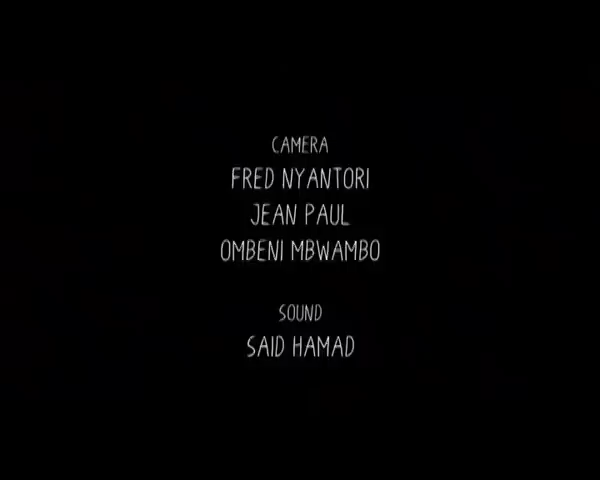 CAMERA
FRED NYANTORI
JEAN PAUL
OMBENI MBWAMBO
SOUND
SAID HAMAD